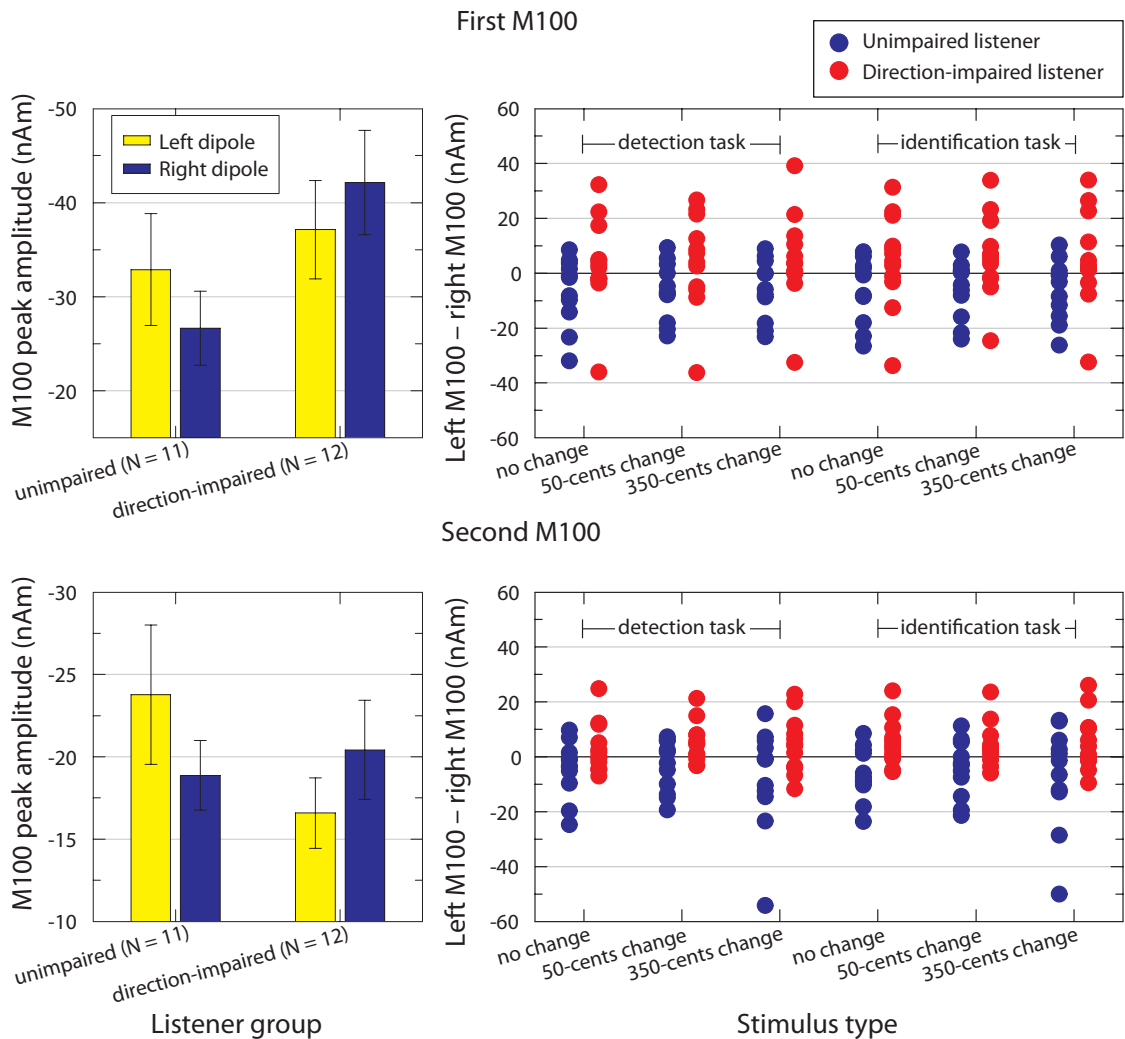 First M100
Unimpaired listener
Direction-impaired listener
M100 peak amplitude (nAm)
-50
-40
-30
-20
Left dipole
Right dipole
unimpaired (N = 11)
direction-impaired (N = 12)
Left M100 – right M100 (nAm)
60
40
20
0
-20
-40
-60
detection task
identification task
no change
50-cents change
350-cents change
no change
50-cents change
350-cents change
Second M100
M100 peak amplitude (nAm)
-30
-25
-20
-15
-10
unimpaired (N = 11)
direction-impaired (N = 12)
Listener group
Left M100 – right M100 (nAm)
60
40
20
0
-20
-40
-60
detection task
identification task
no change
50-cents change
350-cents change
no change
50-cents change
350-cents change
Stimulus type